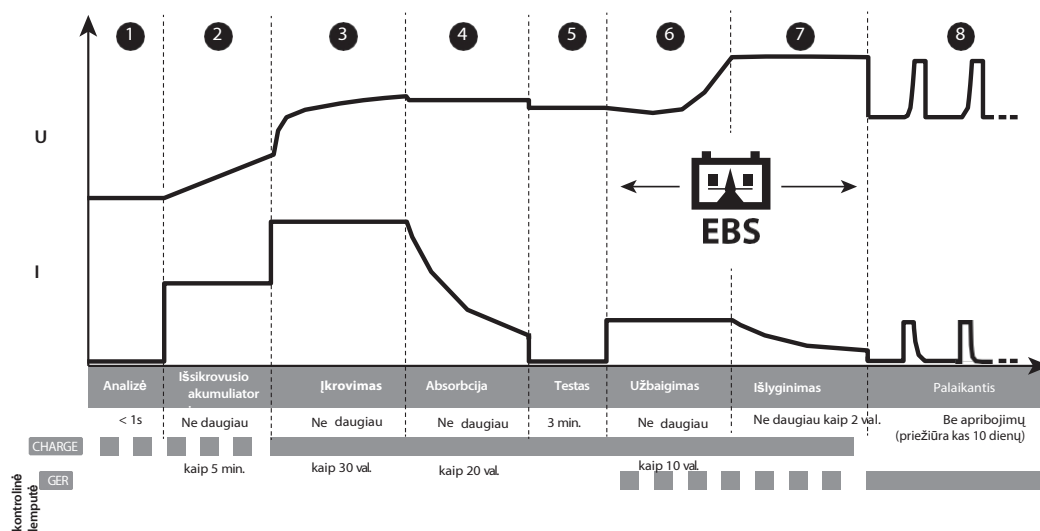 1 2 3 4 5 6 7 8
U
EBS
I
Analizė
Išsikrovusio
akumuliator
Įkrovimas
Absorbcija
Testas
Užbaigimas
Išlyginimas
Palaikantis
< 1s
Ne daugiau
kaip 5 min.
Ne daugiau
kaip 30 val.
Ne daugiau
kaip 20 val.
3 min.
Ne daugiau
kaip 10 val.
Ne daugiau kaip 2 val.
Be apribojimų
(priežiūra kas 10 dienų)
CHARGE
GER
kontrolinė
lemputė